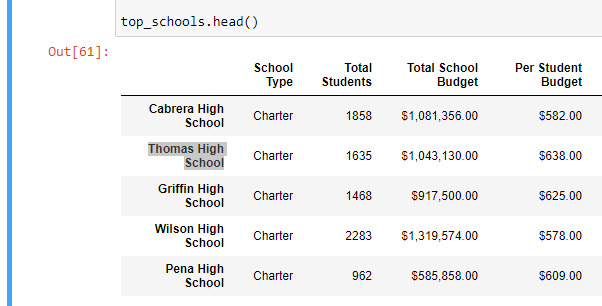 top_schools.head()
Out[61]:
School Type Total Students Total School Budget Per Student Budget
Cabrera High School Charter 1858 $1,081,356.00 $582.00
Thomas High School Charter 1635 $1,043,130.00 $638.00
Griffin High School Charter 1468 $917,500.00 $625.00
Wilson High School Charter 2283 $1,319,574.00 $578.00
Pena High School Charter 962 $585,858.00 $609.00